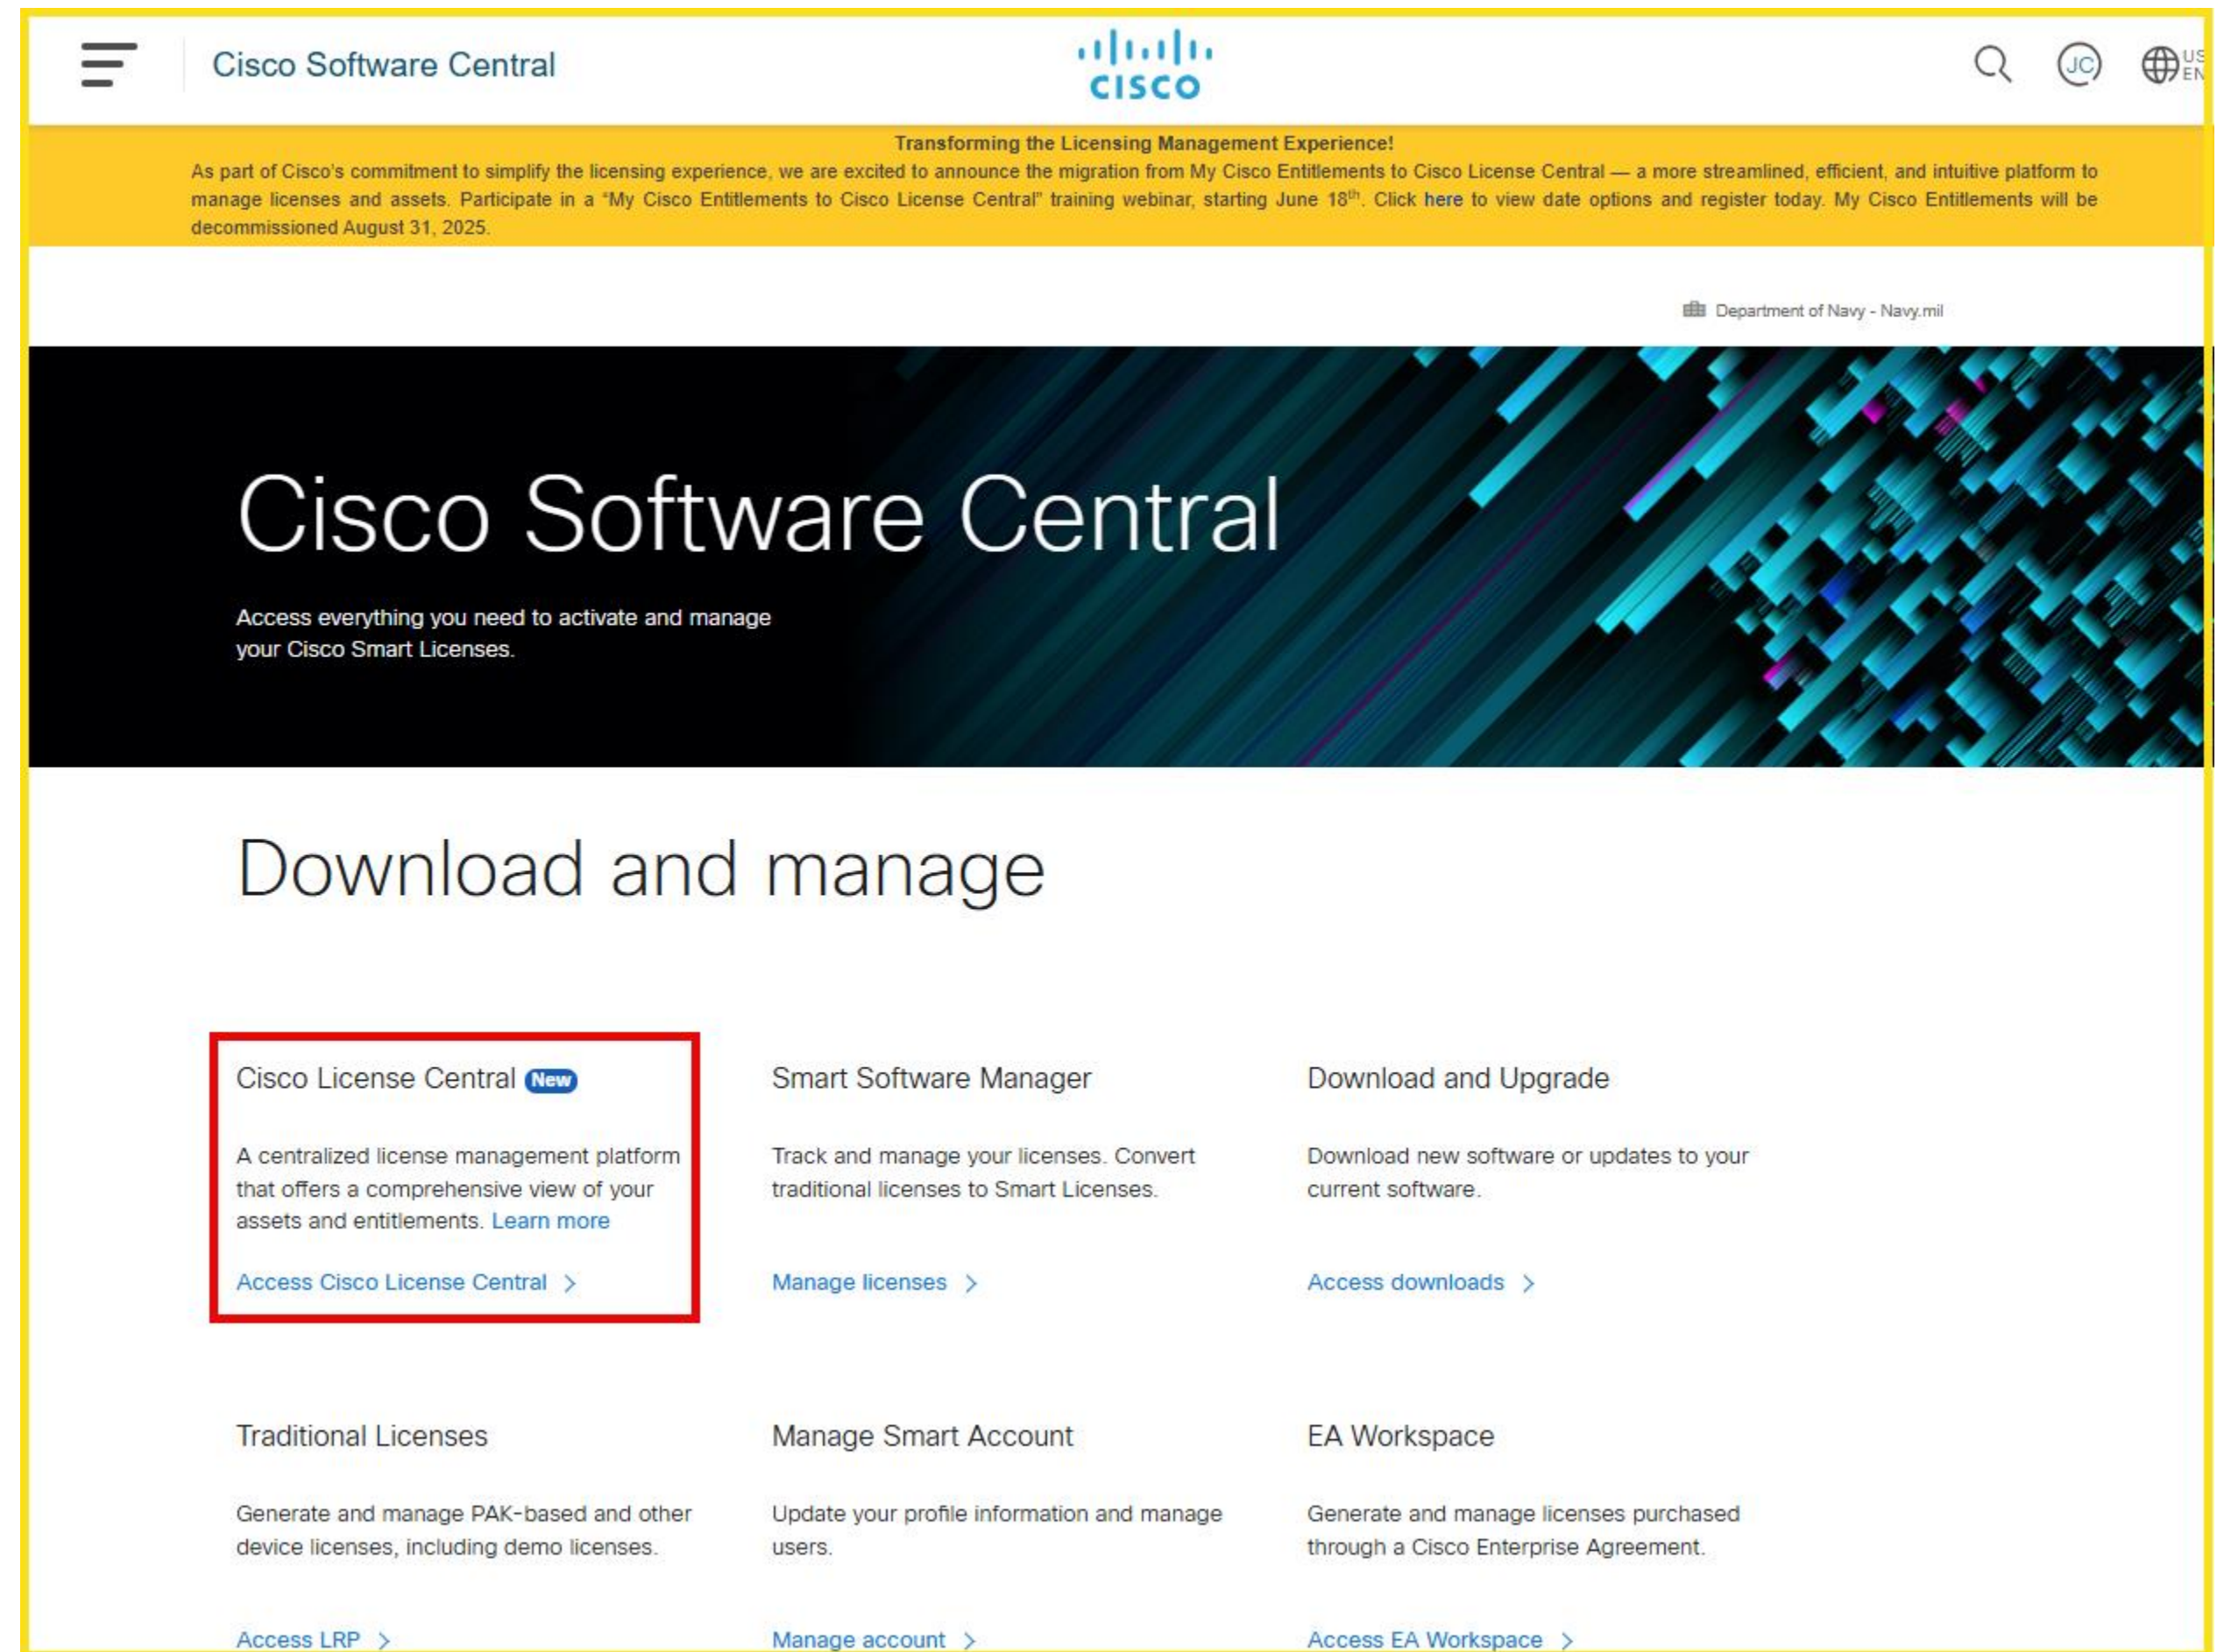 Cisco Software Central
CISCO
JC
US
EN
Transforming the Licensing Management Experience!
As part of Cisco's commitment to simplify the licensing experience, we are excited to announce the migration from My Cisco Entitlements to Cisco License Central — a more streamlined, efficient, and intuitive platform to
manage licenses and assets. Participate in a "My Cisco Entitlements to Cisco License Central" training webinar, starting June 18th. Click here to view date options and register today. My Cisco Entitlements will be
decommissioned August 31, 2025.
Department of Navy - Navy.mil
Cisco Software Central
Access everything you need to activate and manage
your Cisco Smart Licenses.
Download and manage
Cisco License Central New
A centralized license management platform
that offers a comprehensive view of your
assets and entitlements. Learn more
Access Cisco License Central >
Smart Software Manager
Track and manage your licenses. Convert
traditional licenses to Smart Licenses.
Manage licenses >
Download and Upgrade
Download new software or updates to your
current software.
Access downloads >
Traditional Licenses
Generate and manage PAK-based and other
device licenses, including demo licenses.
Access LRP >
Manage Smart Account
Update your profile information and manage
users.
Manage account >
EA Workspace
Generate and manage licenses purchased
through a Cisco Enterprise Agreement.
Access EA Workspace >